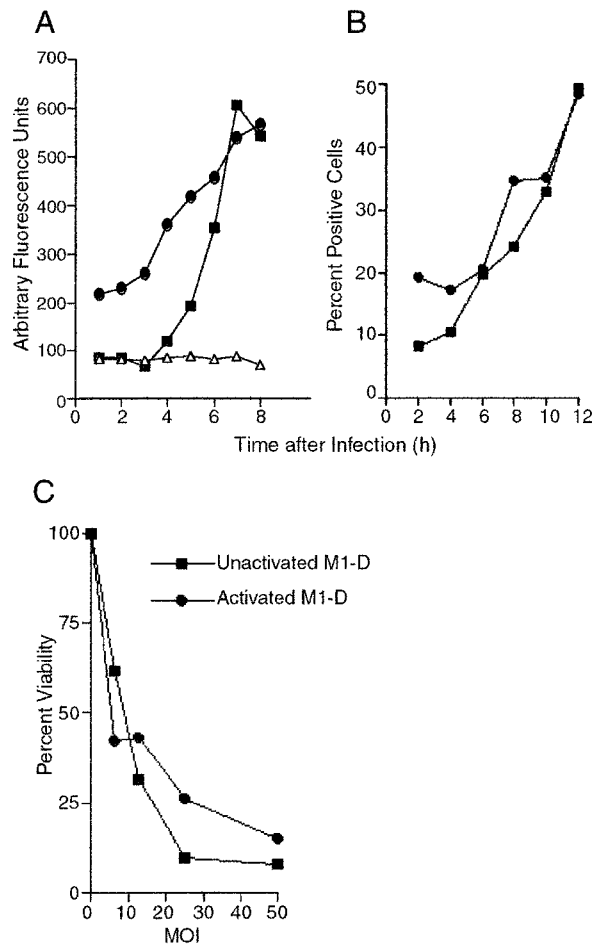 A
Arbitrary Fluorescence Units
700
600
500
400
300
200
100
0
0 2 4 6 8
B
Percent Positive Cells
50
40
30
20
10
0
0 2 4 6 8 10 12
Time after Infection (h)
C
Percent Viability
100
75
50
25
0
Unactivated M1-D
Activated M1-D
0 10 20 30 40 50
MOI